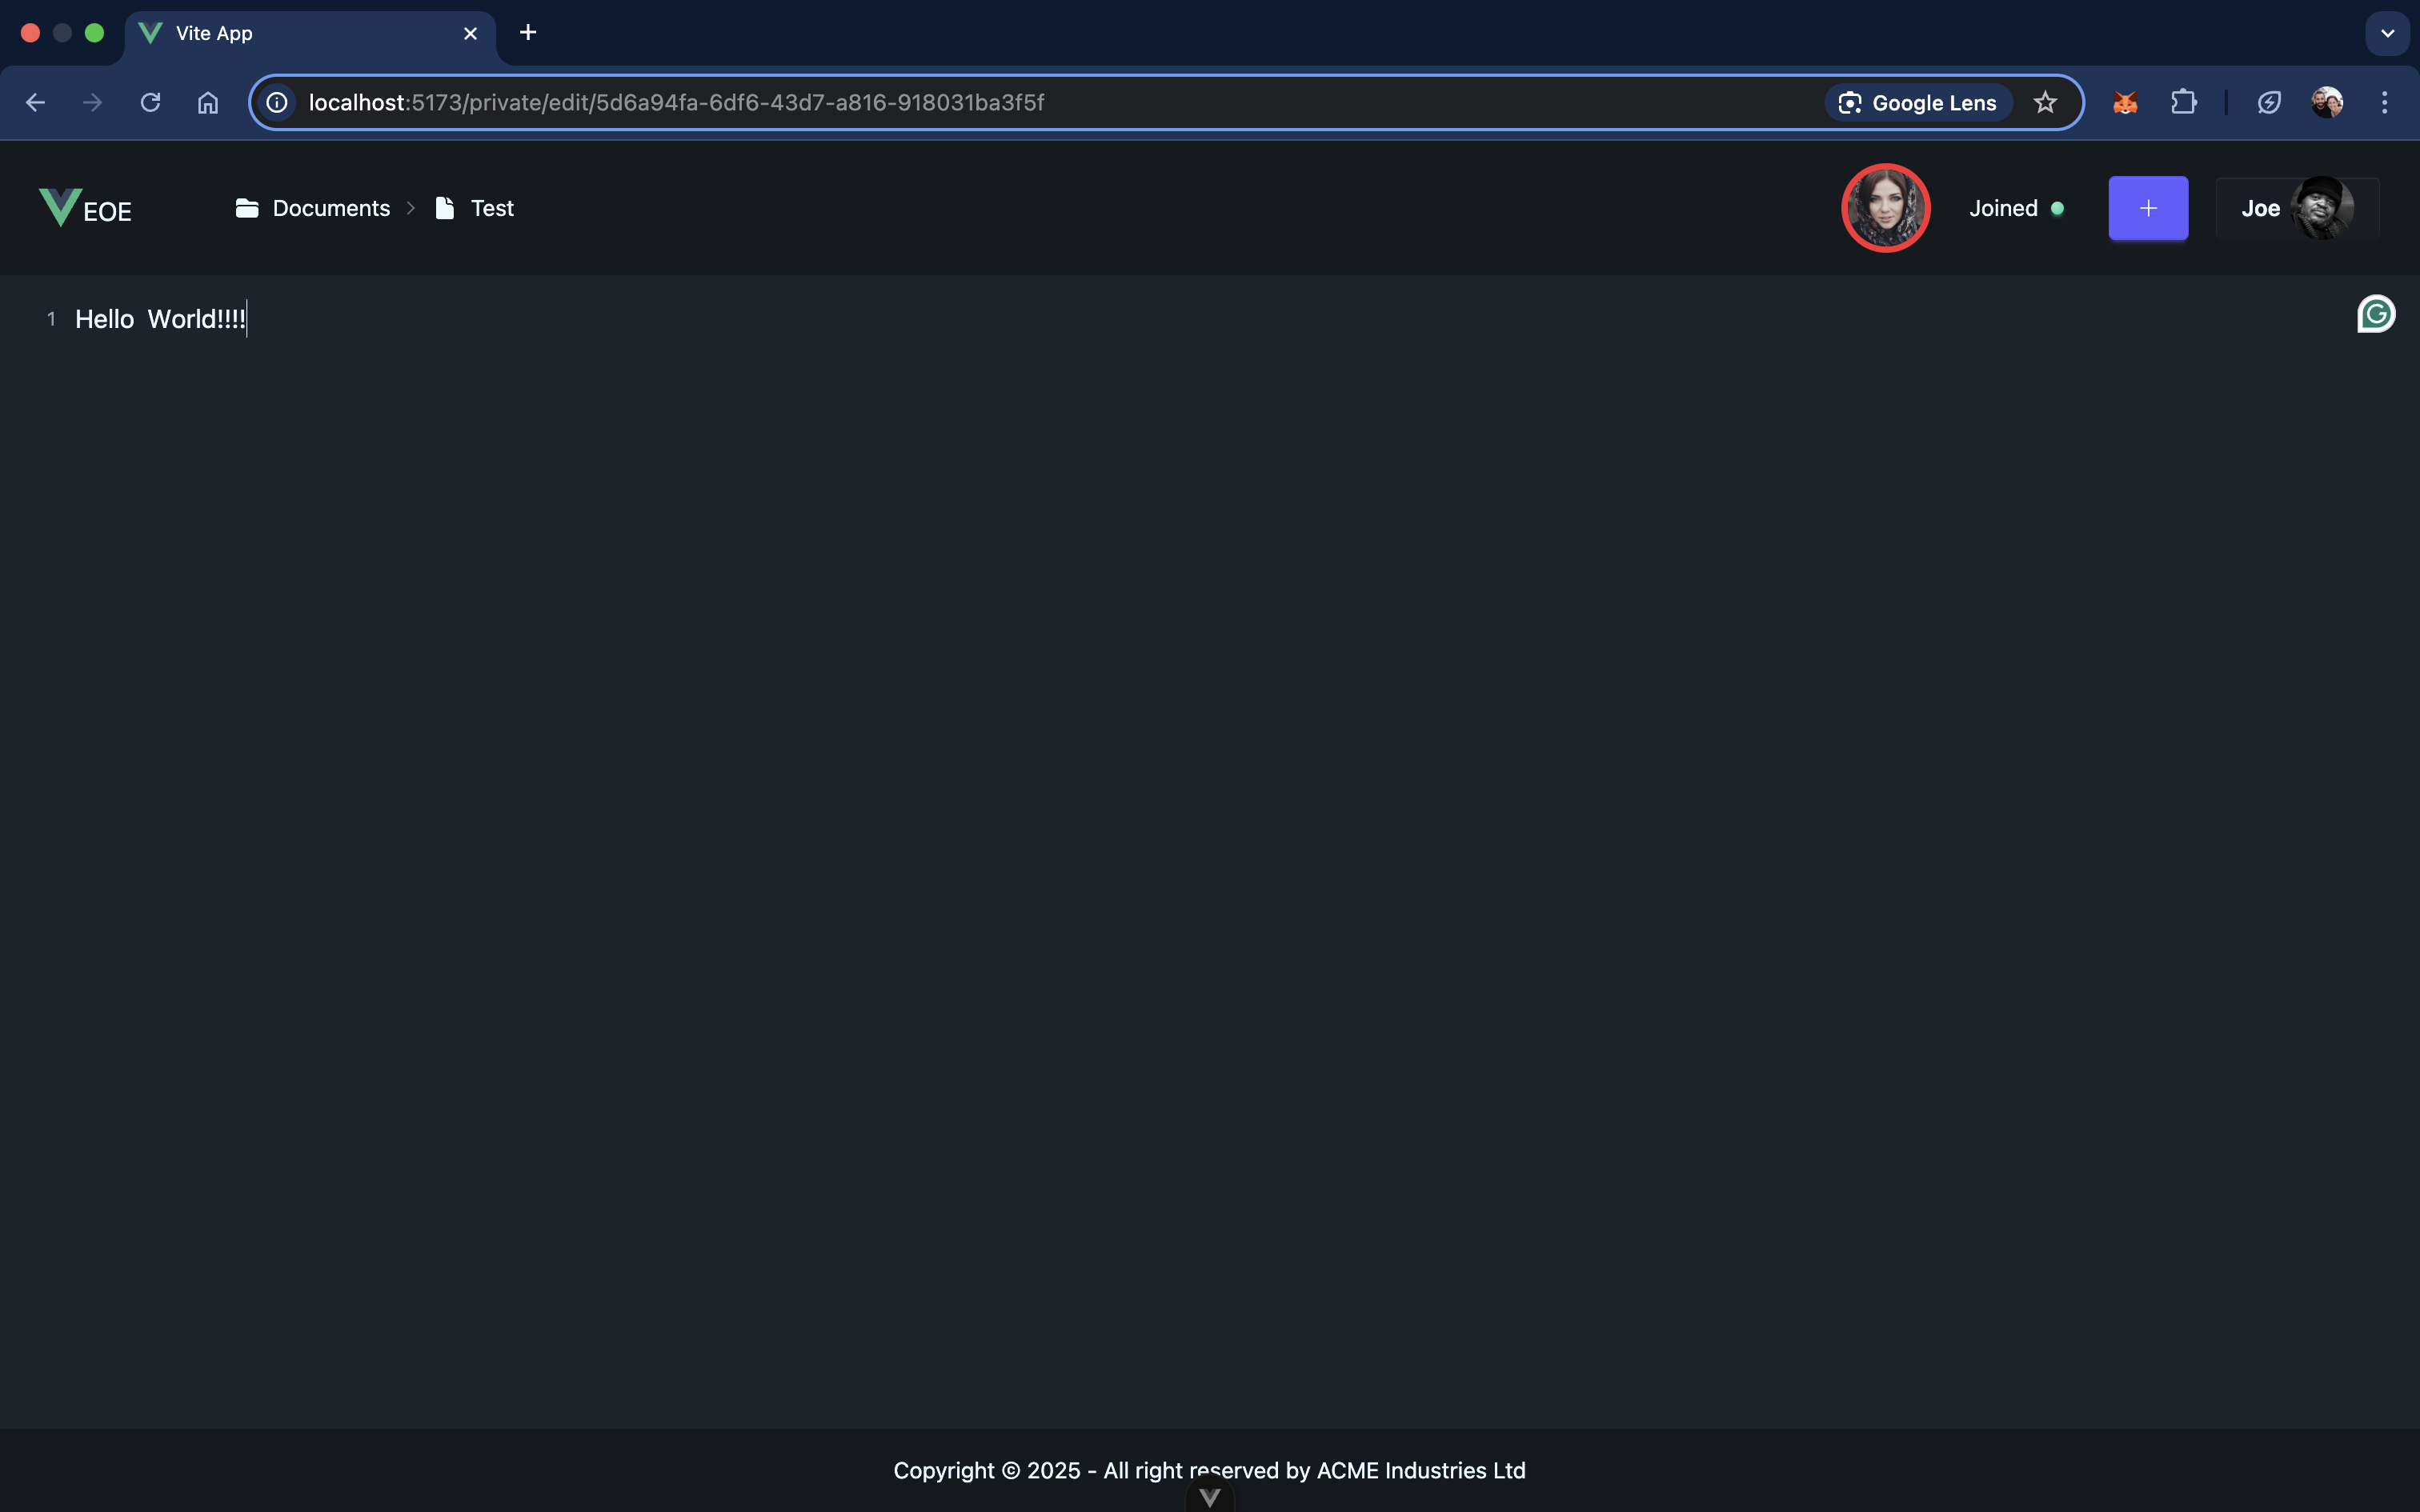 Vite App
localhost:5173/private/edit/5d6a94fa-6df6-43d7-a816-918031ba3f5f
Google Lens
EOE
Documents
Test
Joined
Joe
1 Hello  World!!!!
Copyright © 2025 - All right reserved by ACME Industries Ltd